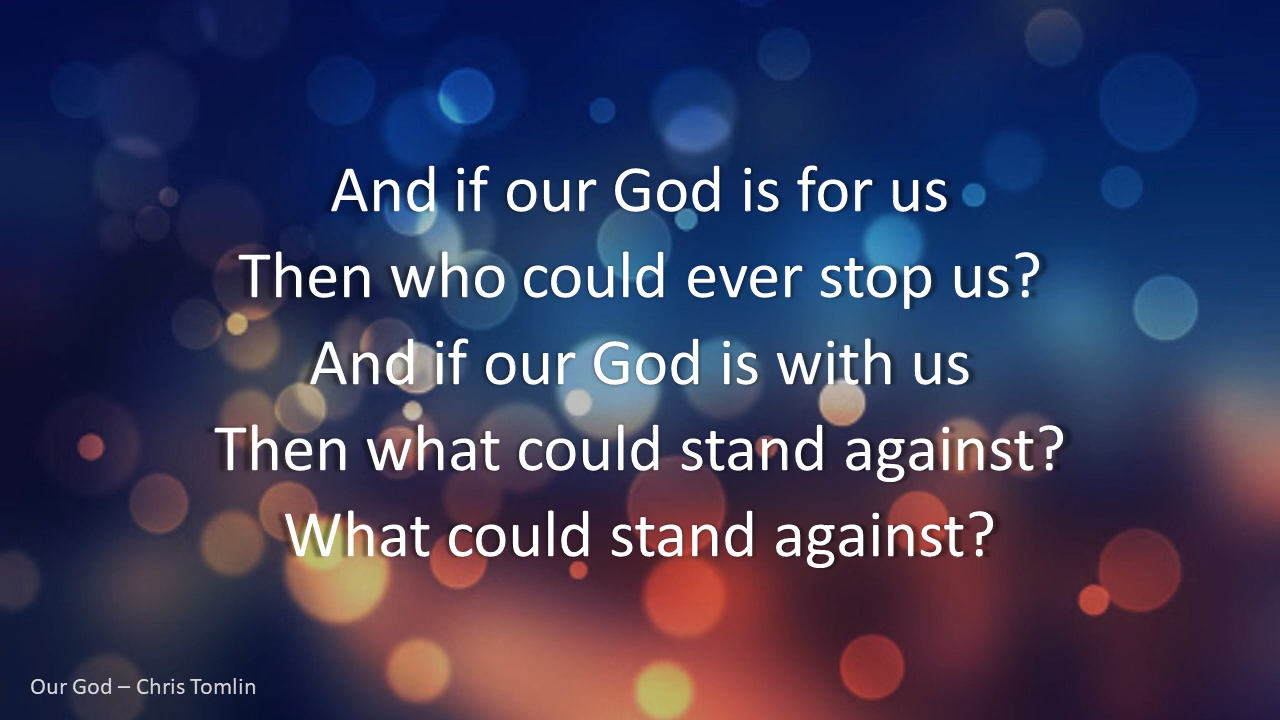 And if our God is for us
Then who could ever stop us?
And if our God is with us
Then what could stand against?
What could stand against?
Our God – Chris Tomlin